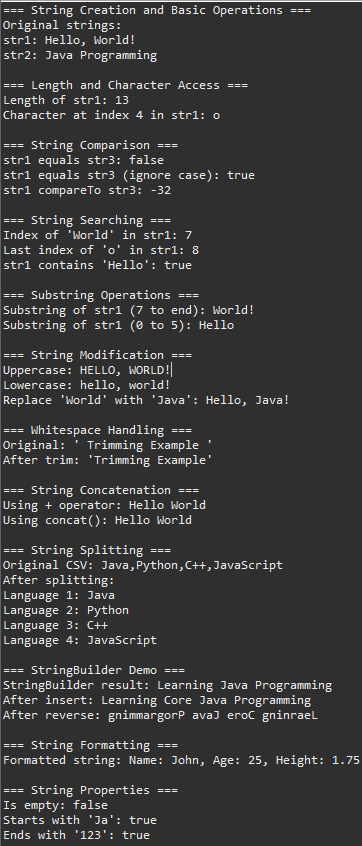 === String Creation and Basic Operations ===
Original strings:
str1: Hello, World!
str2: Java Programming
=== Length and Character Access ===
Length of str1: 13
Character at index 4 in str1: o
=== String Comparison ===
str1 equals str3: false
str1 equals str3 (ignore case): true
str1 compareTo str3: -32
=== String Searching ===
Index of 'World' in str1: 7
Last index of 'o' in str1: 8
str1 contains 'Hello': true
=== Substring Operations ===
Substring of str1 (7 to end): World!
Substring of str1 (0 to 5): Hello
=== String Modification ===
Uppercase: HELLO, WORLD!
Lowercase: hello, world!
Replace 'World' with 'Java': Hello, Java!
=== Whitespace Handling ===
Original: ' Trimming Example '
After trim: 'Trimming Example'
=== String Concatenation ===
Using + operator: Hello World
Using concat(): Hello World
=== String Splitting ===
Original CSV: Java,Python,C++,JavaScript
After splitting:
Language 1: Java
Language 2: Python
Language 3: C++
Language 4: JavaScript
=== StringBuilder Demo ===
StringBuilder result: Learning Java Programming
After insert: Learning Core Java Programming
After reverse: gnimmargorP avaJ eroC gninraeL
=== String Formatting ===
Formatted string: Name: John, Age: 25, Height: 1.75
=== String Properties ===
Is empty: false
Starts with 'Ja': true
Ends with '123': true